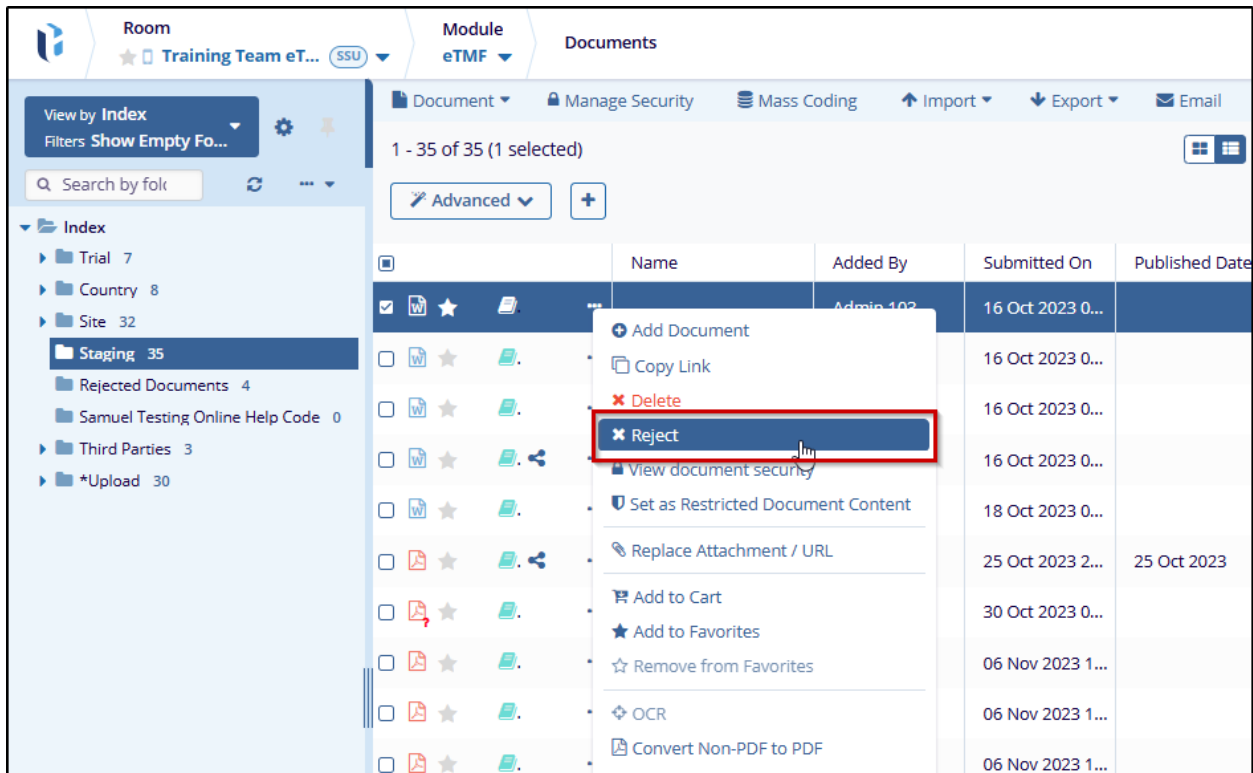 Room
Training Team eT... SSU
Module
eTMF
Documents
View by Index
Filters Show Empty Fo...
Document
Manage Security
Mass Coding
Import
Export
Email
1 - 35 of 35 (1 selected)
Search by fold
Advanced
Index
Trial 7
Country 8
Site 32
Staging 35
Rejected Documents 4
Samuel Testing Online Help Code 0
Third Parties 3
*Upload 30
Name Added By Submitted On Published Date
Admin 103 16 Oct 2023 0...
16 Oct 2023 0...
16 Oct 2023 0...
16 Oct 2023 0...
18 Oct 2023 0...
25 Oct 2023 2... 25 Oct 2023
30 Oct 2023 0...
06 Nov 2023 1...
06 Nov 2023 1...
06 Nov 2023 1...
Add Document
Copy Link
Delete
Reject
View document security
Set as Restricted Document Content
Replace Attachment / URL
Add to Cart
Add to Favorites
Remove from Favorites
OCR
Convert Non-PDF to PDF